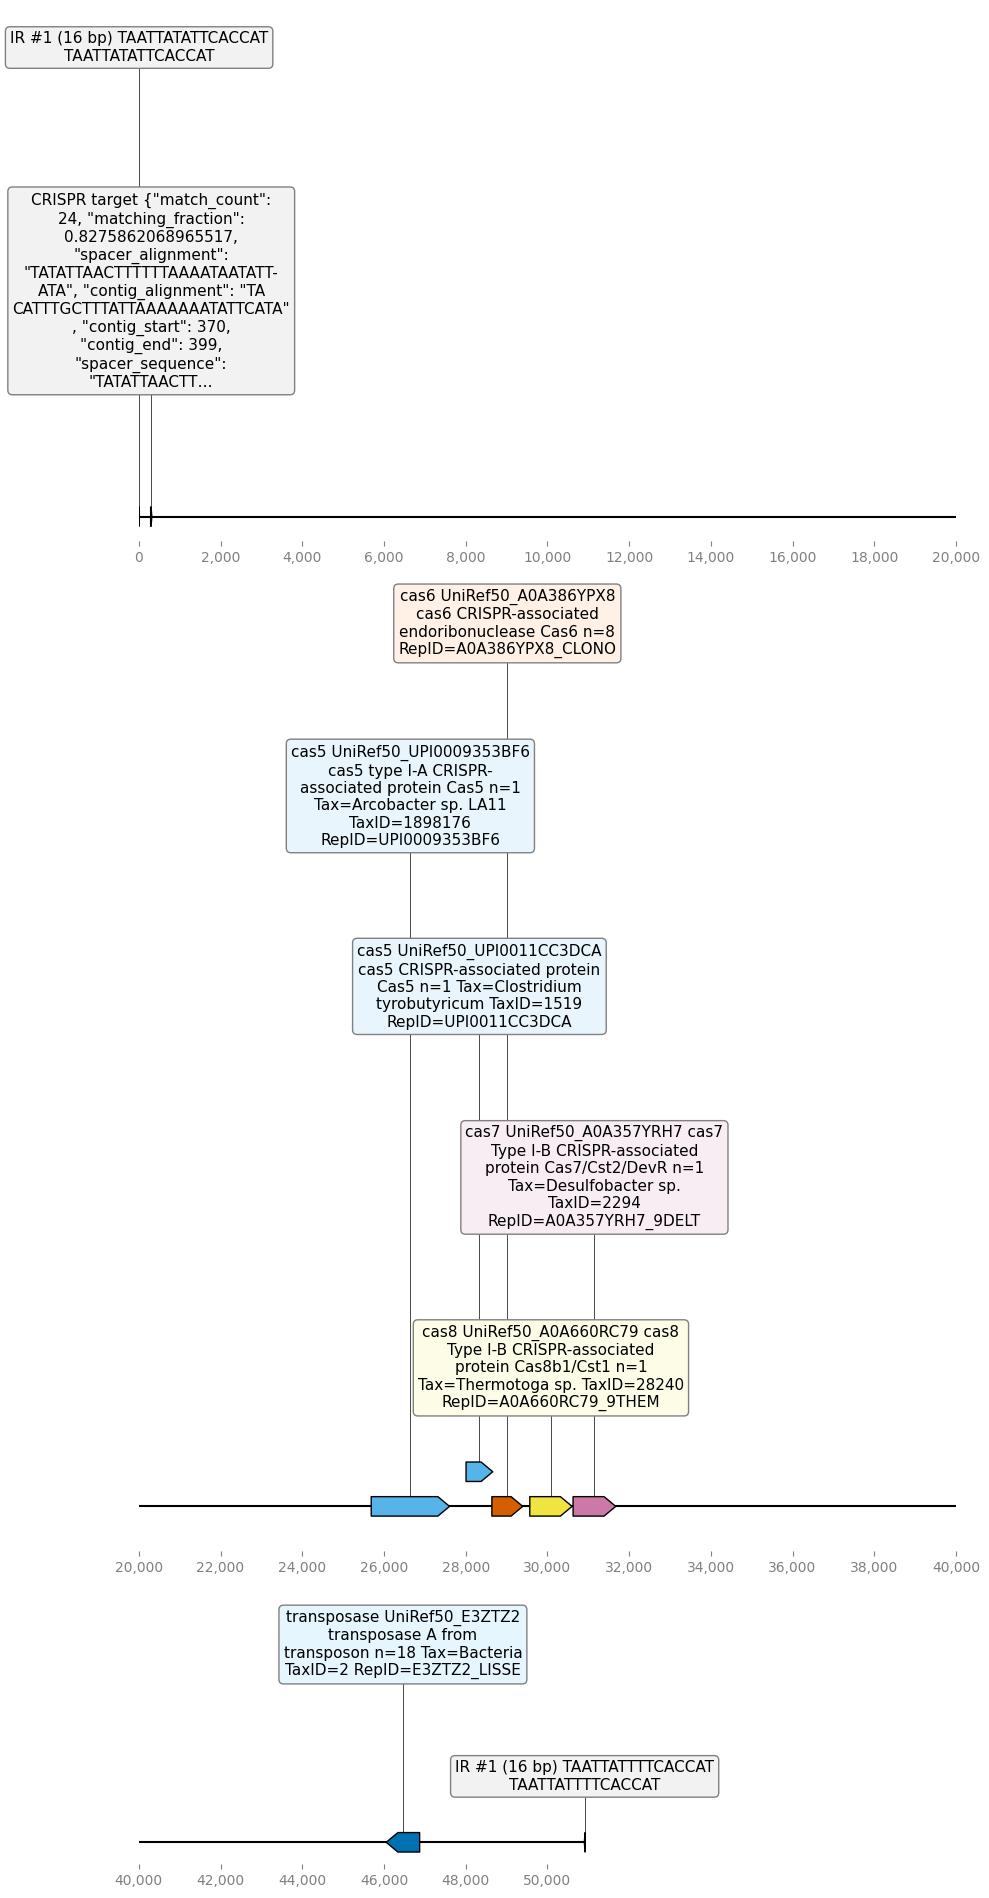 IR #1 (16 bp) TAATTATATTCACCAT
TAATTATATTCACCAT
CRISPR target {"match_count":
24, "matching_fraction":
0.8275862068965517,
"spacer_alignment":
"TATATTAACTTTTTTAAAATAATATT-
ATA", "contig_alignment": "TA
CATTTGCTTTATTAAAAAAATATTCATA"
, "contig_start": 370,
"contig_end": 399,
"spacer_sequence":
"TATATTAACTT...
0 2,000 4,000 6,000 8,000 10,000 12,000 14,000 16,000 18,000 20,000
cas6 UniRef50_A0A386YPX8
cas6 CRISPR-associated
endoribonuclease Cas6 n=8
RepID=A0A386YPX8_CLONO
cas5 UniRef50_UPI0009353BF6
cas5 type I-A CRISPR-
associated protein Cas5 n=1
Tax=Arcobacter sp. LA11
TaxID=1898176
RepID=UPI0009353BF6
cas5 UniRef50_UPI0011CC3DCA
cas5 CRISPR-associated protein
Cas5 n=1 Tax=Clostridium
tyrobutyricum TaxID=1519
RepID=UPI0011CC3DCA
cas7 UniRef50_A0A357YRH7 cas7
Type I-B CRISPR-associated
protein Cas7/Cst2/DevR n=1
Tax=Desulfobacter sp.
TaxID=2294
RepID=A0A357YRH7_9DELT
cas8 UniRef50_A0A660RC79 cas8
Type I-B CRISPR-associated
protein Cas8b1/Cst1 n=1
Tax=Thermotoga sp. TaxID=28240
RepID=A0A660RC79_9THEM
20,000 22,000 24,000 26,000 28,000 30,000 32,000 34,000 36,000 38,000 40,000
transposase UniRef50_E3ZTZ2
transposase A from
transposon n=18 Tax=Bacteria
TaxID=2 RepID=E3ZTZ2_LISSE
IR #1 (16 bp) TAATTATTTTCACCAT
TAATTATTTTCACCAT
40,000 42,000 44,000 46,000 48,000 50,000